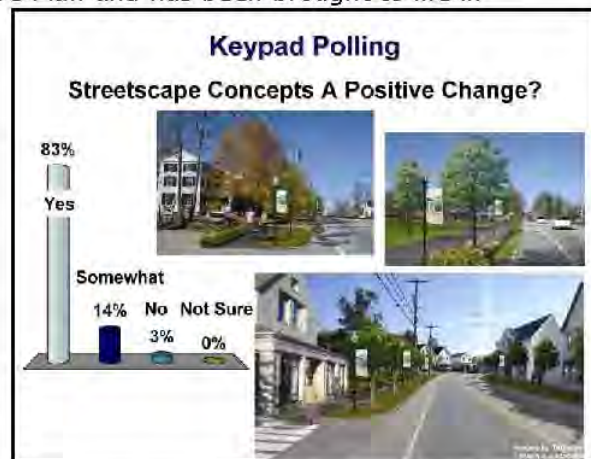 Keypad Polling
Streetscape Concepts A Positive Change?
83%
Yes
Somewhat
14% No Not Sure
3% 0%